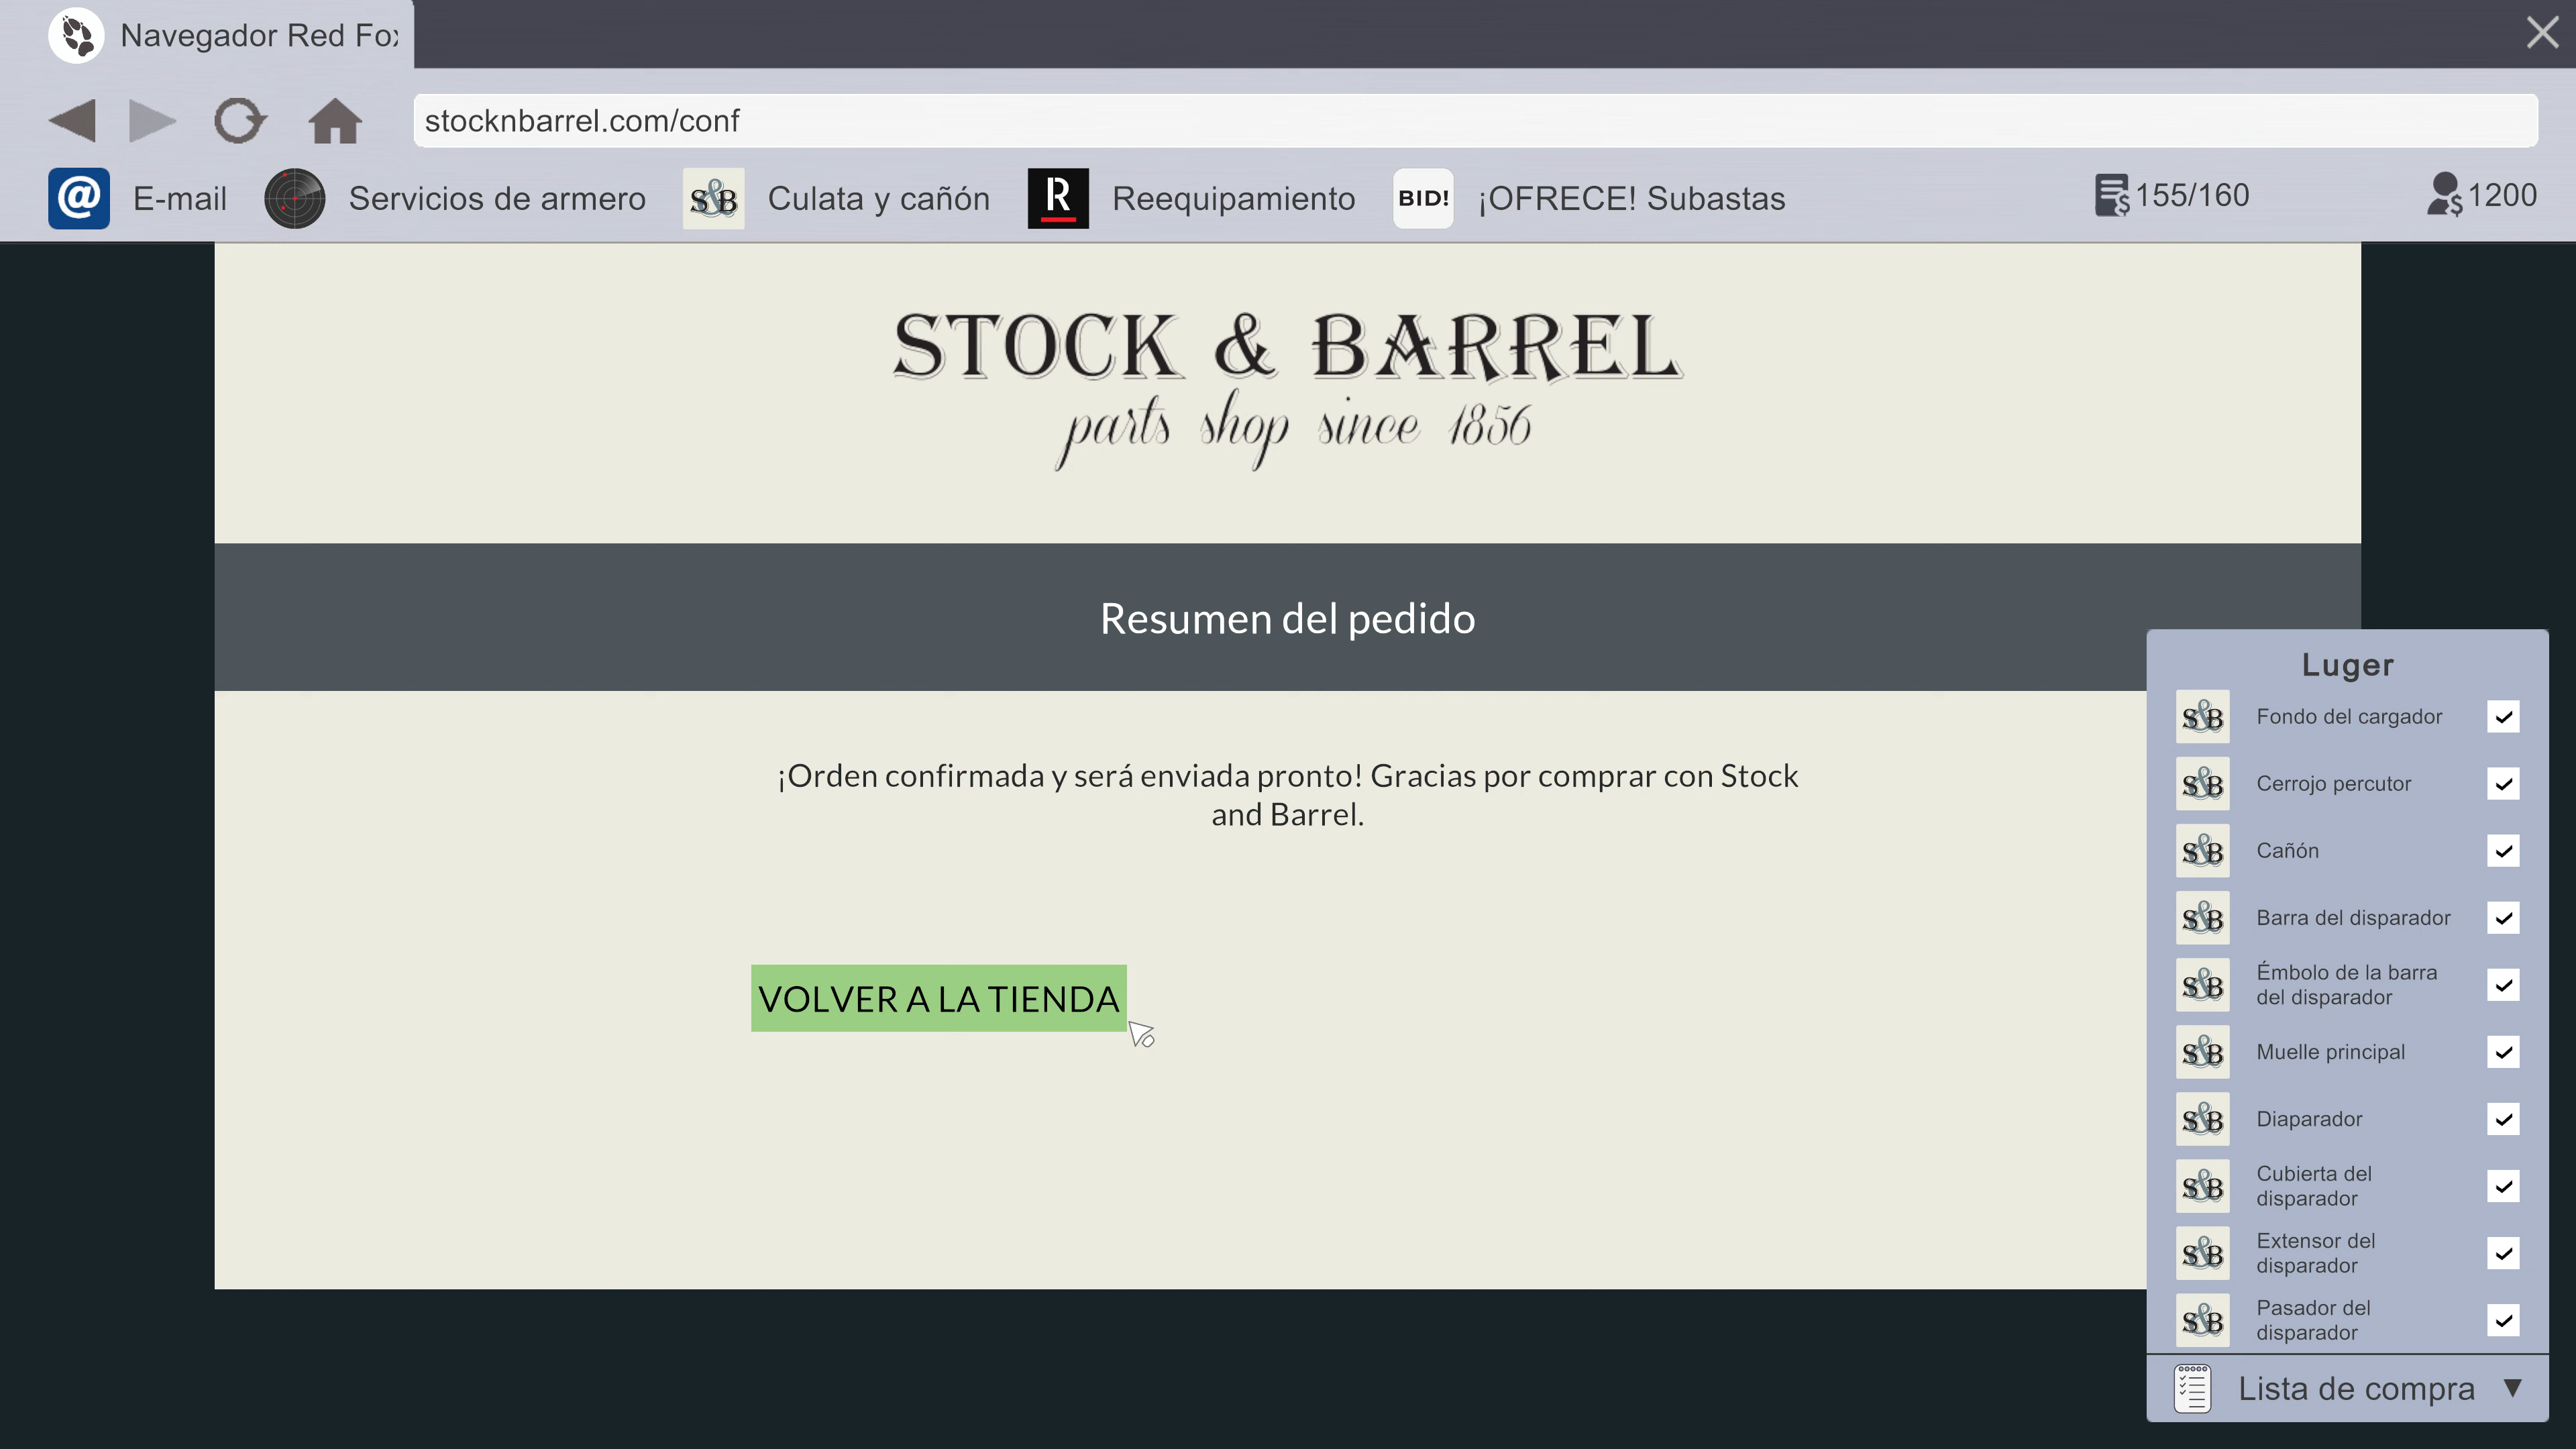 Navegador Red Fox
stocknbarrel.com/conf
@ E-mail
Servicios de armero
S&B Culata y cañón
R Reequipamiento
BID! ¡OFRECE! Subastas
155/160
1200
STOCK & BARREL
parts shop since 1856
Resumen del pedido
¡Orden confirmada y será enviada pronto! Gracias por comprar con Stock
and Barrel.
VOLVER A LA TIENDA
Luger
S&B Fondo del cargador
S&B Cerrojo percutor
S&B Cañón
S&B Barra del disparador
S&B Émbolo de la barra
del disparador
S&B Muelle principal
S&B Diaparador
S&B Cubierta del
disparador
S&B Extensor del
disparador
S&B Pasador del
disparador
Lista de compra